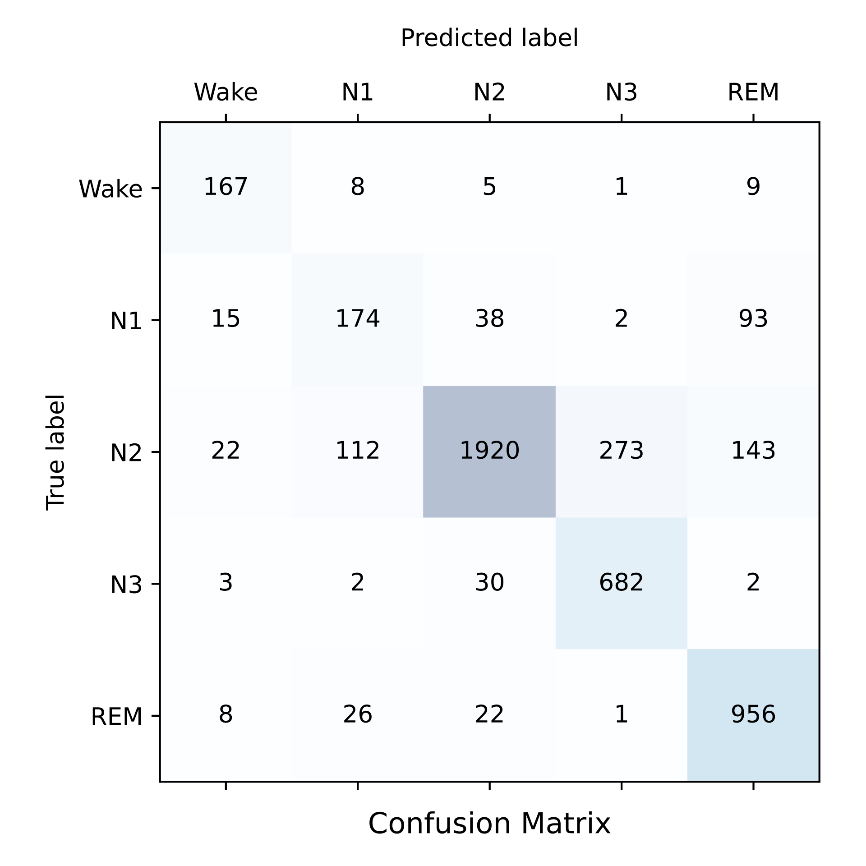 Predicted label
Wake N1 N2 N3 REM
Wake 167 8 5 1 9
N1 15 174 38 2 93
N2 22 112 1920 273 143
N3 3 2 30 682 2
REM 8 26 22 1 956
True label
Confusion Matrix